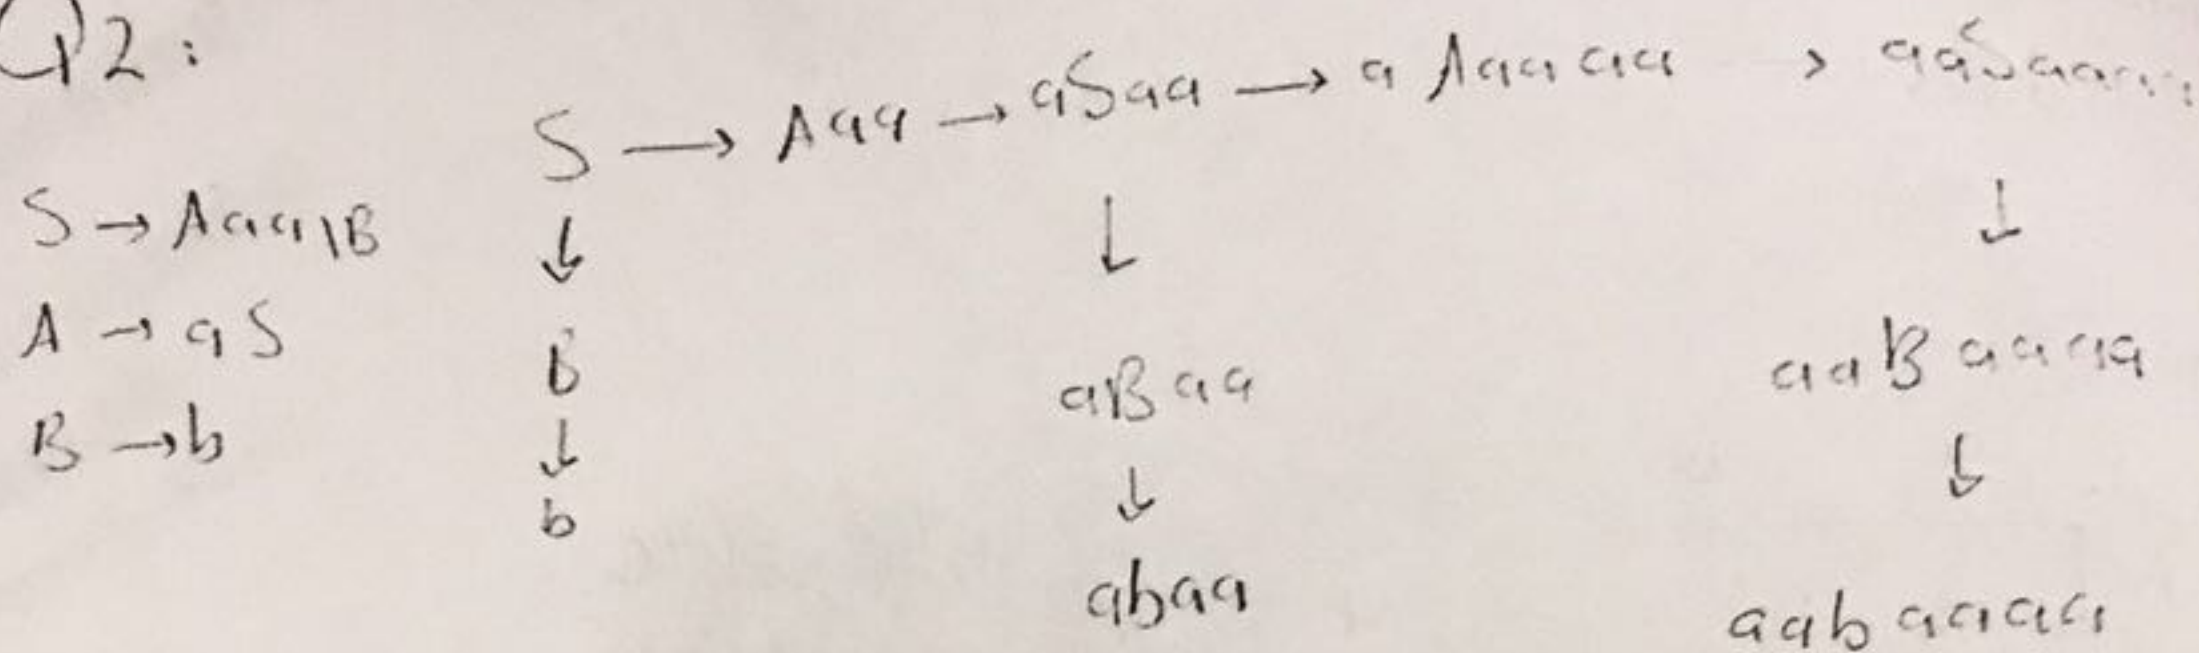 Q2:
S → Aaa → aSaa → aAaaaa → aaSaaaa
S → Aaa|B
↓ ↓ ↓
A → aS
B aBaa aaBaaaa
B → b
↓ ↓ ↓
b abaa aabaaaa